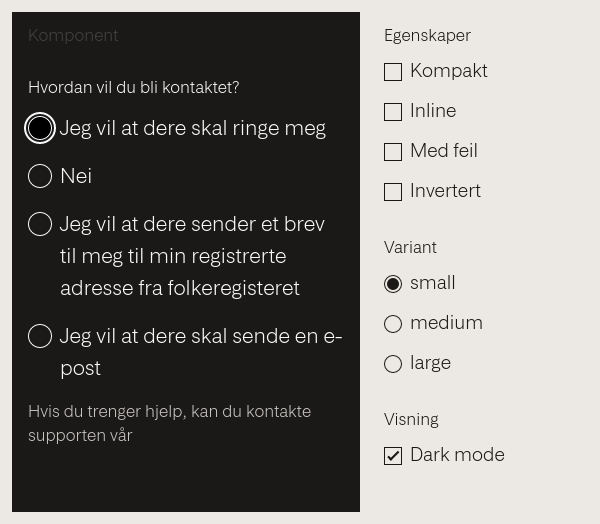 Komponent
Hvordan vil du bli kontaktet?
Jeg vil at dere skal ringe meg
Nei
Jeg vil at dere sender et brev
til meg til min registrerte
adresse fra folkeregisteret
Jeg vil at dere skal sende en e-
post
Hvis du trenger hjelp, kan du kontakte
supporten vår
Egenskaper
Kompakt
Inline
Med feil
Invertert
Variant
small
medium
large
Visning
Dark mode